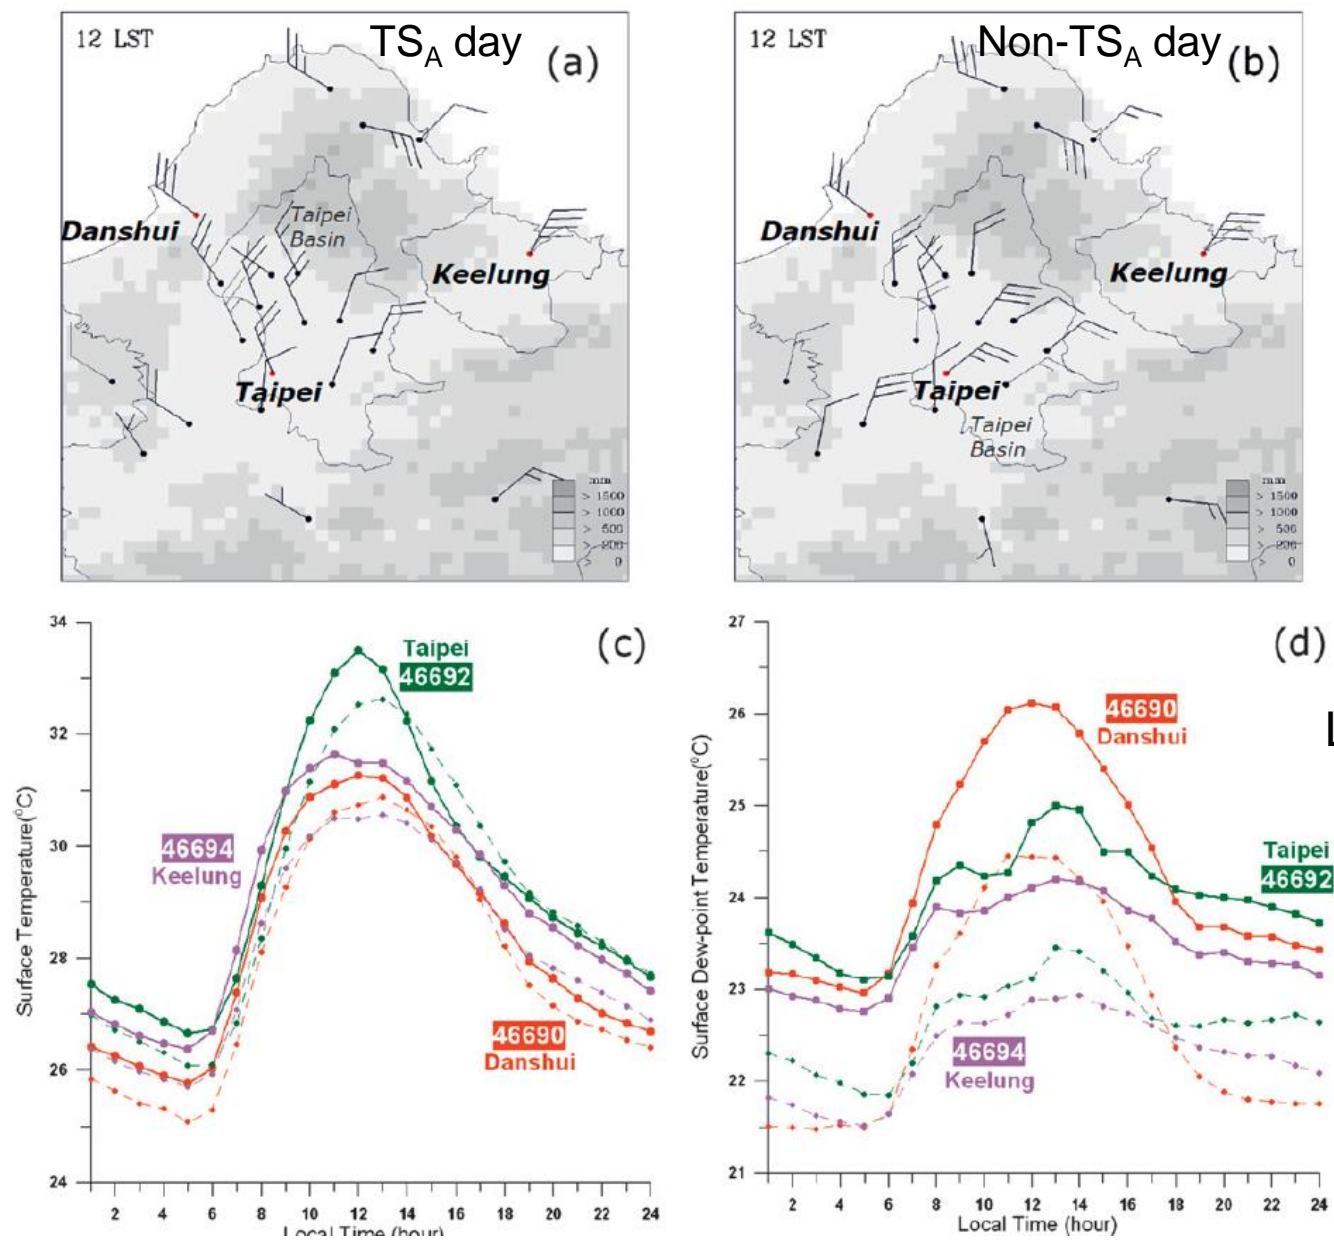 12 LST
TS_A day
(a)
Danshui
Taipei
Basin
Keelung
Taipei
mm
> 1500
> 1000
> 500
> 200
> 0
12 LST
Non-TS_A day
(b)
Danshui
Keelung
Taipei
Taipei
Basin
mm
> 1500
> 1000
> 500
> 200
> 0
34
32
30
28
26
24
Surface Temperature(°C)
(c)
Taipei
46692
46694
Keelung
46690
Danshui
2 4 6 8 10 12 14 16 18 20 22 24
Local Time (hour)
27
26
25
24
23
22
21
Surface Dew-point Temperature(°C)
(d)
46690
Danshui
L
Taipei
46692
46694
Keelung
2 4 6 8 10 12 14 16 18 20 22 24
Local Time (hour)